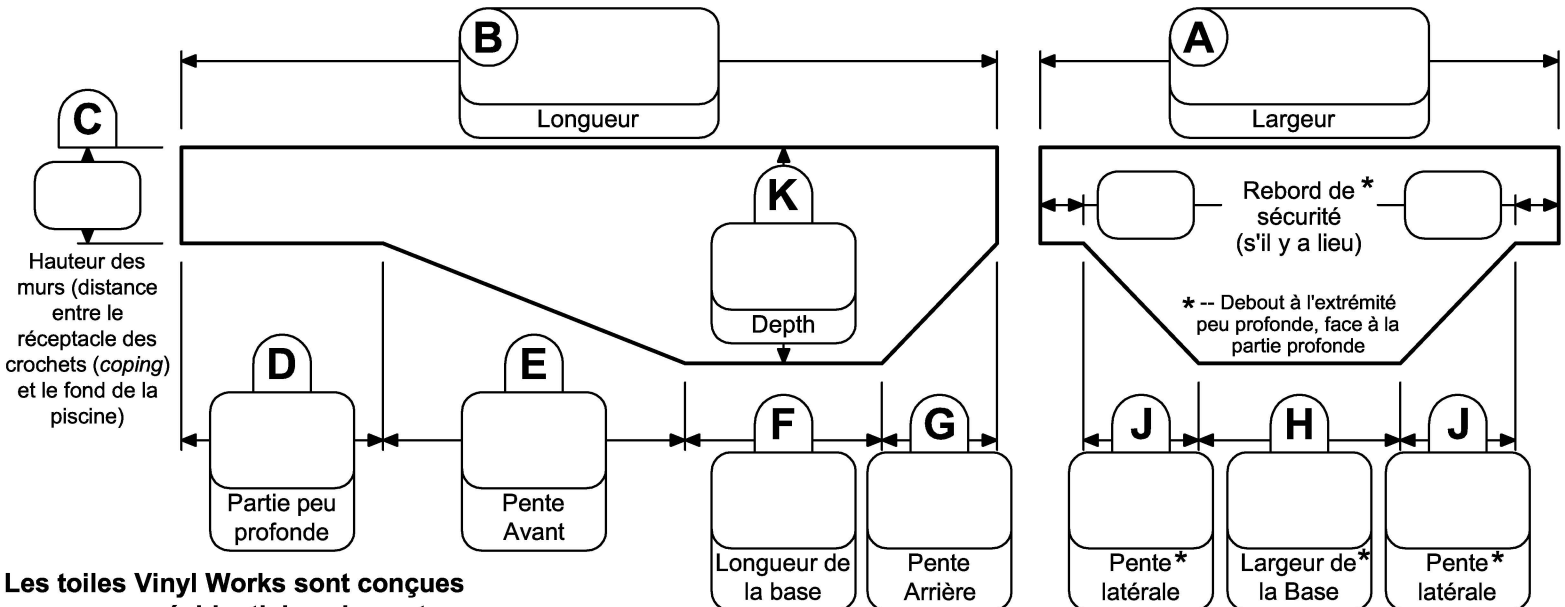 B
Longueur
A
Largeur
C
Hauteur des
murs (distance
entre le
réceptacle des
crochets (coping)
et le fond de la
piscine)
K
Depth
Rebord de *
sécurité
(s'il y a lieu)
* -- Debout à l'extrémité
peu profonde, face à la
partie profonde
D
Partie peu
profonde
E
Pente
Avant
F
Longueur de
la base
G
Pente
Arrière
J
Pente*
latérale
H
Largeur de*
la Base
J
Pente*
latérale
Les toiles Vinyl Works sont conçues